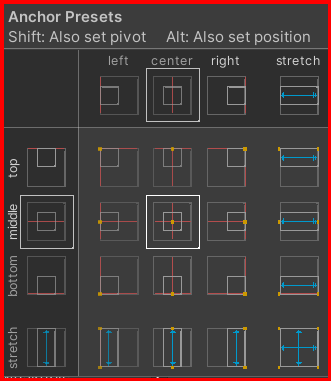 Anchor Presets
Shift: Also set pivot Alt: Also set position
left center right stretch
top
middle
bottom
stretch